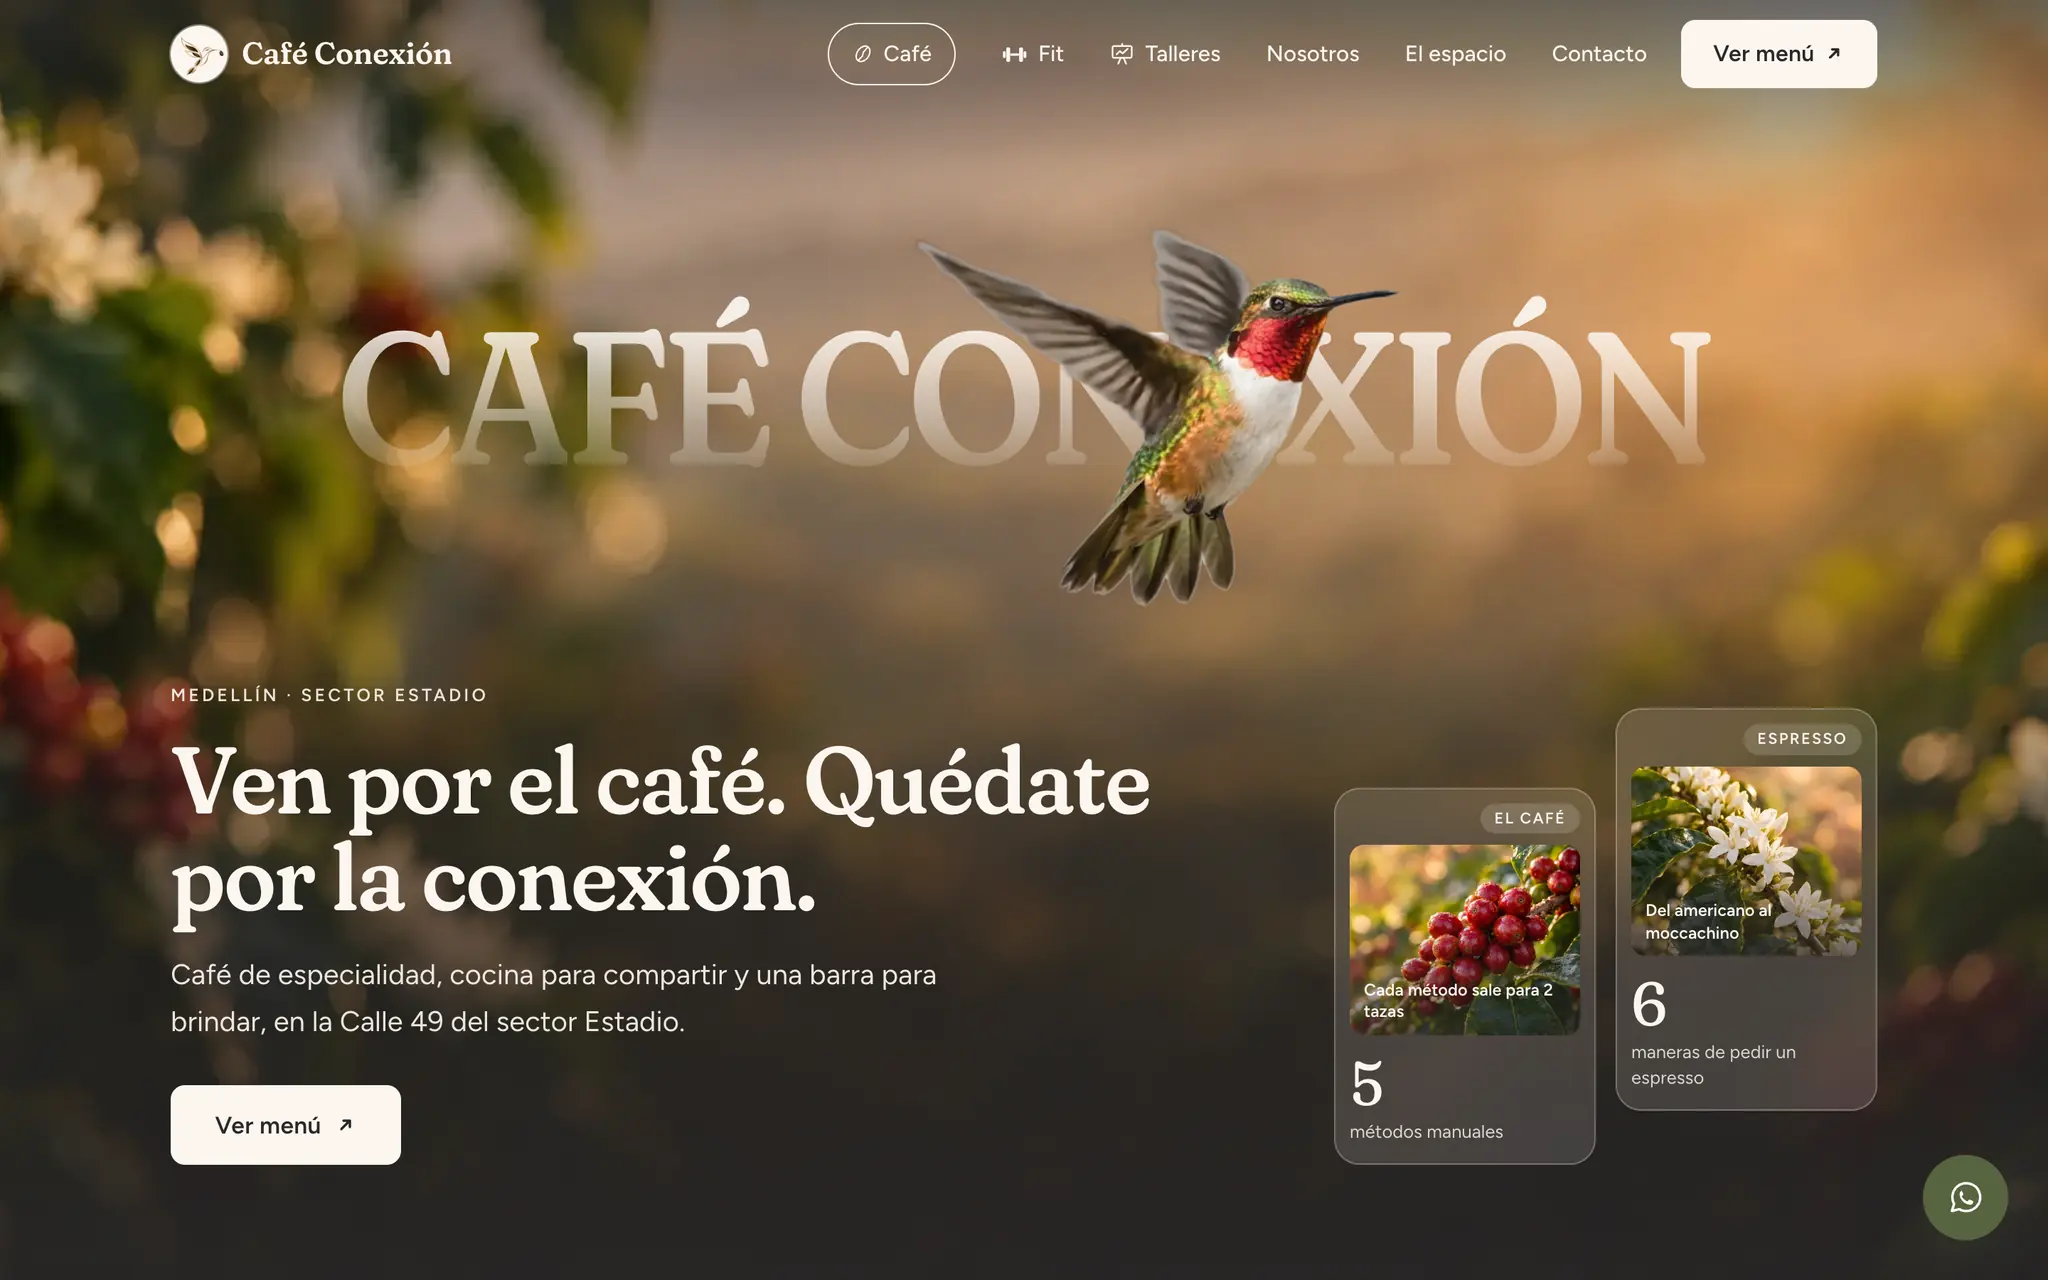 Café Conexión
Café
Fit
Talleres
Nosotros
El espacio
Contacto
Ver menú
CAFÉ CON XIÓN
MEDELLÍN · SECTOR ESTADIO
Ven por el café. Quédate
por la conexión.
Café de especialidad, cocina para compartir y una barra para
brindar, en la Calle 49 del sector Estadio.
Ver menú
EL CAFÉ
Cada método sale para 2
tazas
5
métodos manuales
ESPRESSO
Del americano al
moccachino
6
maneras de pedir un
espresso